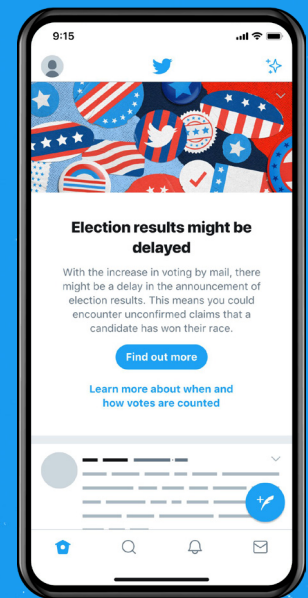 9:15
Election results might be
delayed
With the increase in voting by mail, there
might be a delay in the announcement of
election results. This means you could
encounter unconfirmed claims that a
candidate has won their race.
Find out more
Learn more about when and
how votes are counted